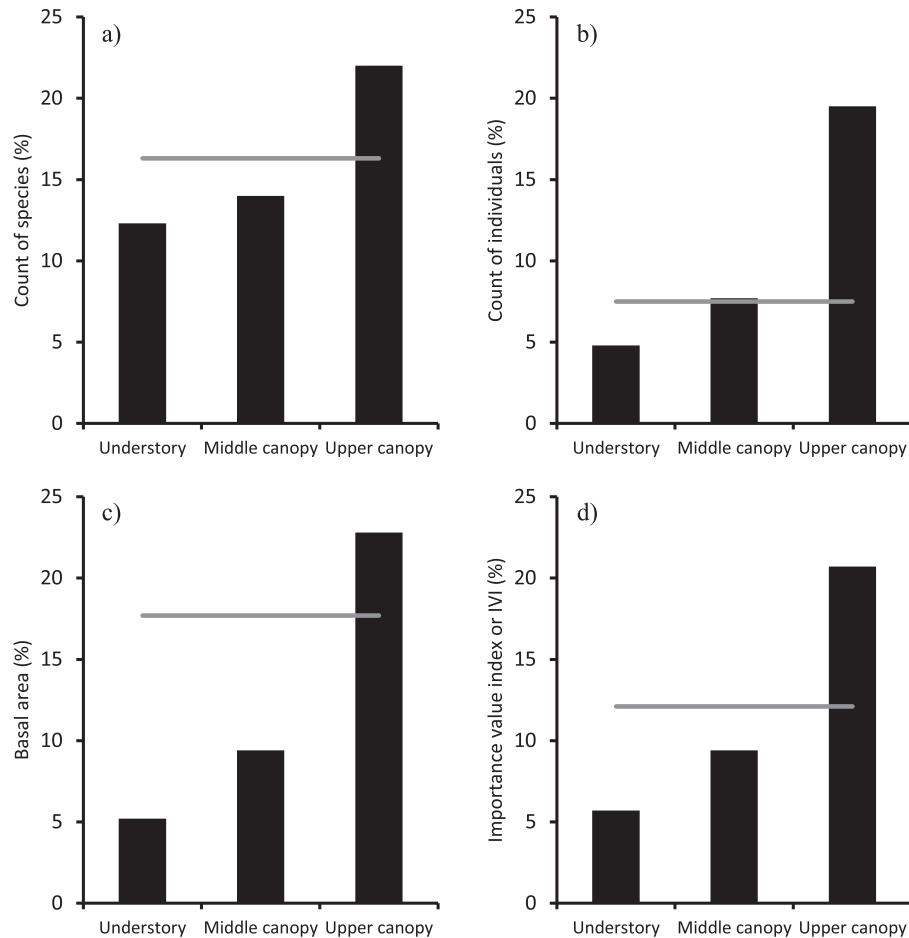 a)
Count of species (%)
25
20
15
10
5
0
Understory Middle canopy Upper canopy
b)
Count of individuals (%)
25
20
15
10
5
0
Understory Middle canopy Upper canopy
c)
Basal area (%)
25
20
15
10
5
0
Understory Middle canopy Upper canopy
d)
Importance value index or IVI (%)
25
20
15
10
5
0
Understory Middle canopy Upper canopy